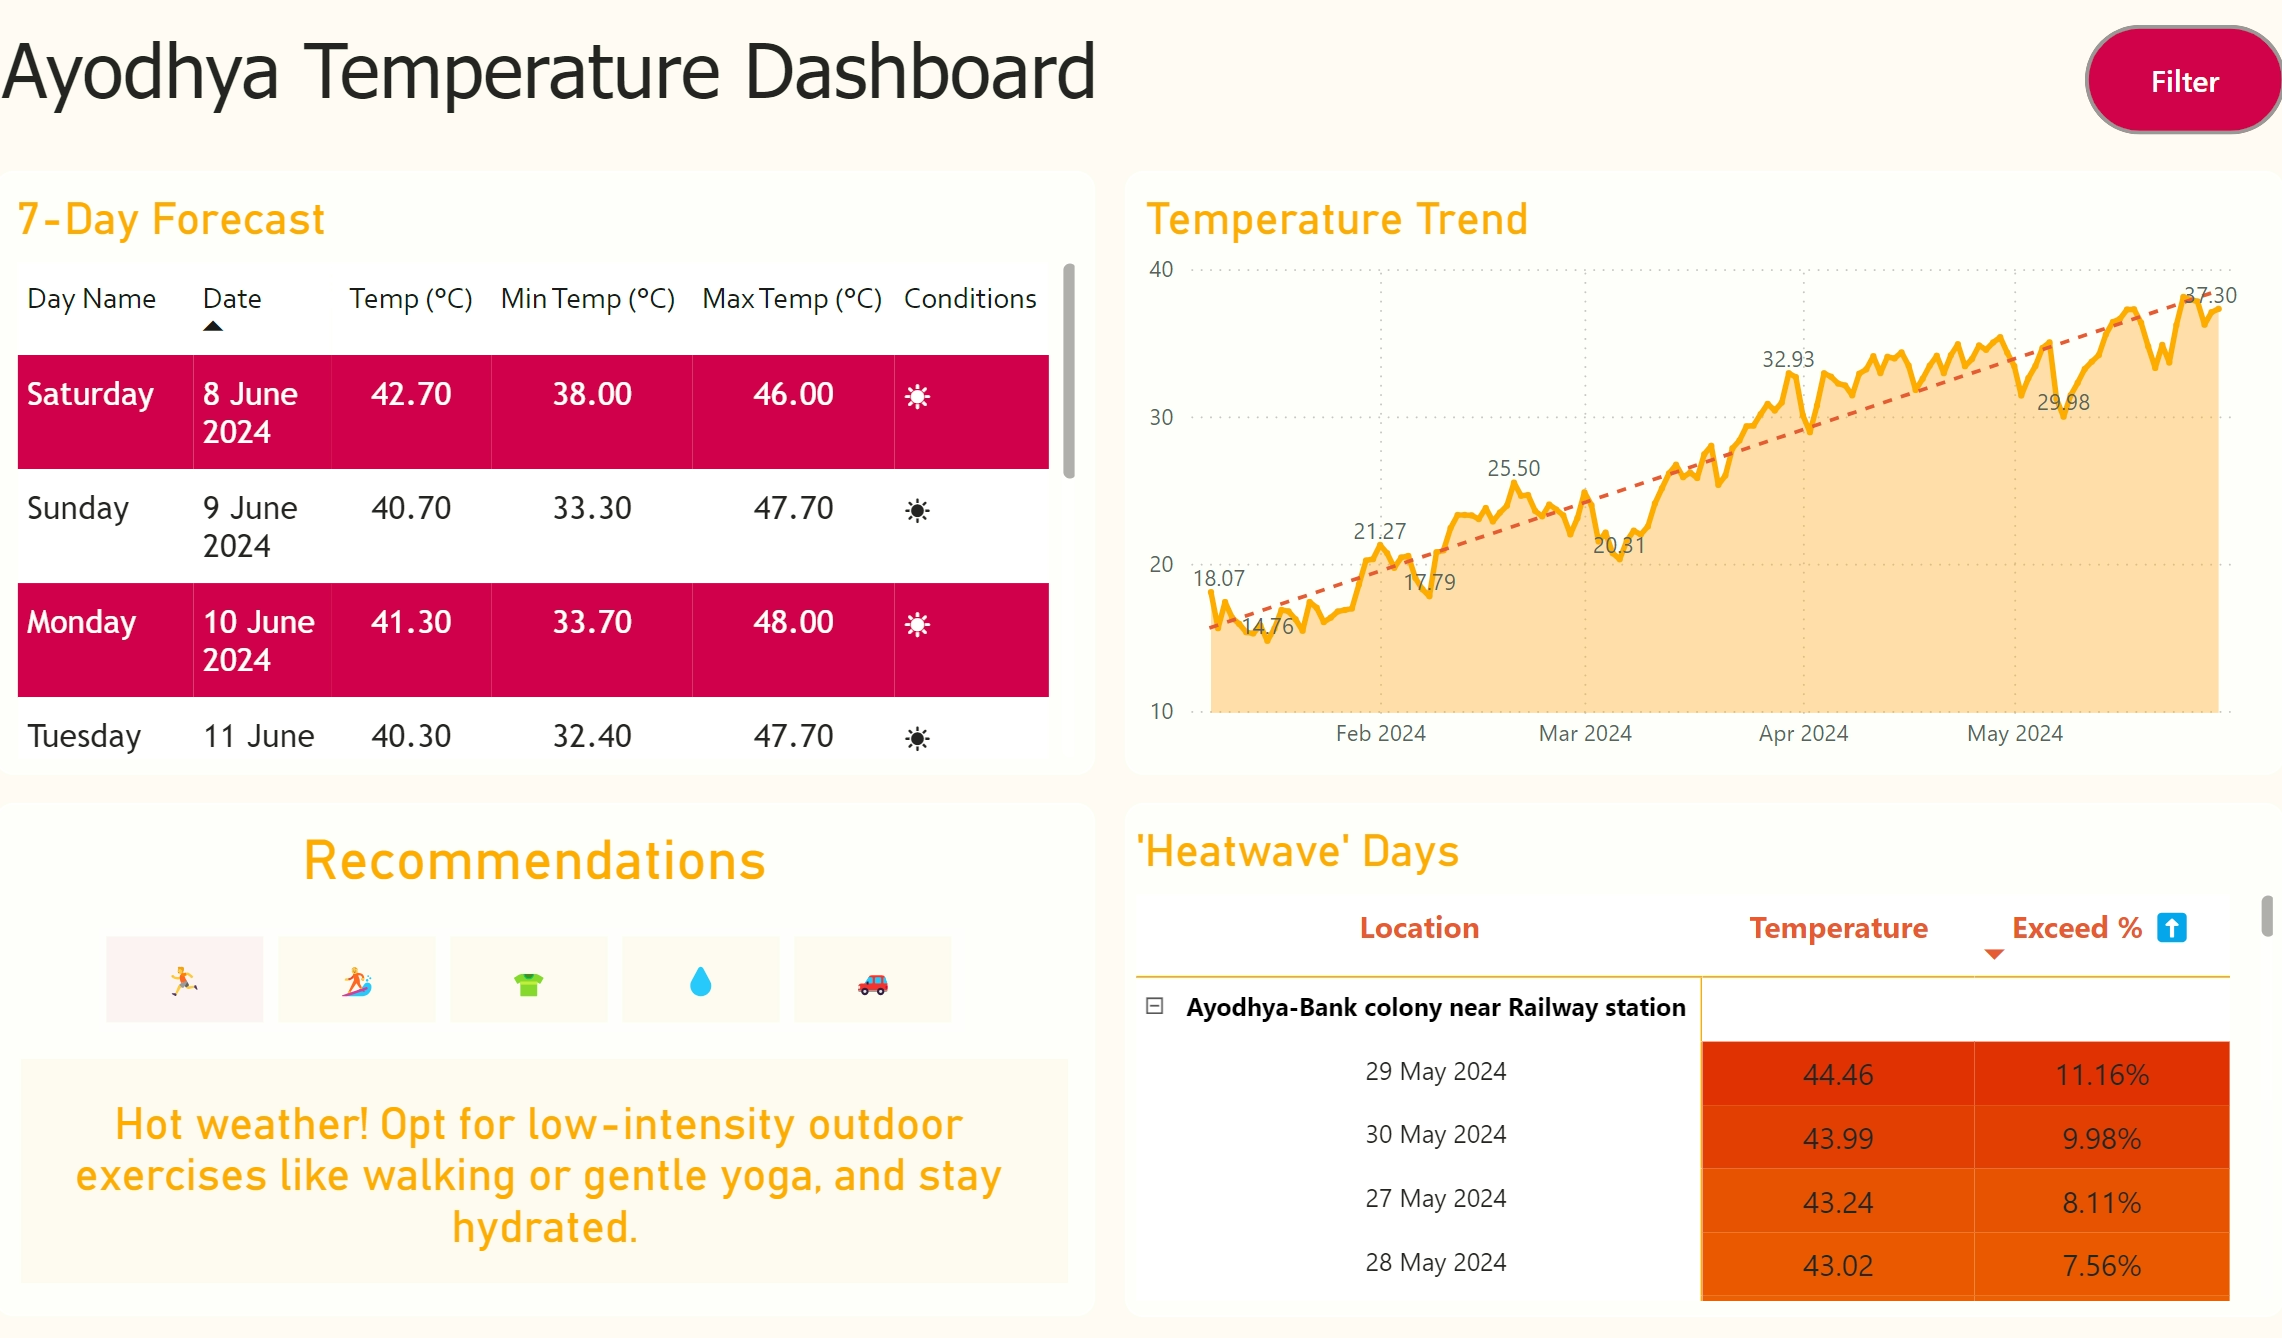 Ayodhya Temperature Dashboard
Filter
7-Day Forecast
Day Name Date Temp (°C) Min Temp (°C) Max Temp (°C) Conditions
Saturday 8 June 2024 42.70 38.00 46.00
Sunday 9 June 2024 40.70 33.30 47.70
Monday 10 June 2024 41.30 33.70 48.00
Tuesday 11 June 40.30 32.40 47.70
Temperature Trend
40
30
20
10
18.07
14.76
21.27
17.79
25.50
20.31
32.93
29.98
37.30
Feb 2024 Mar 2024 Apr 2024 May 2024
Recommendations
Hot weather! Opt for low-intensity outdoor
exercises like walking or gentle yoga, and stay
hydrated.
'Heatwave' Days
Location Temperature Exceed %
Ayodhya-Bank colony near Railway station
29 May 2024 44.46 11.16%
30 May 2024 43.99 9.98%
27 May 2024 43.24 8.11%
28 May 2024 43.02 7.56%